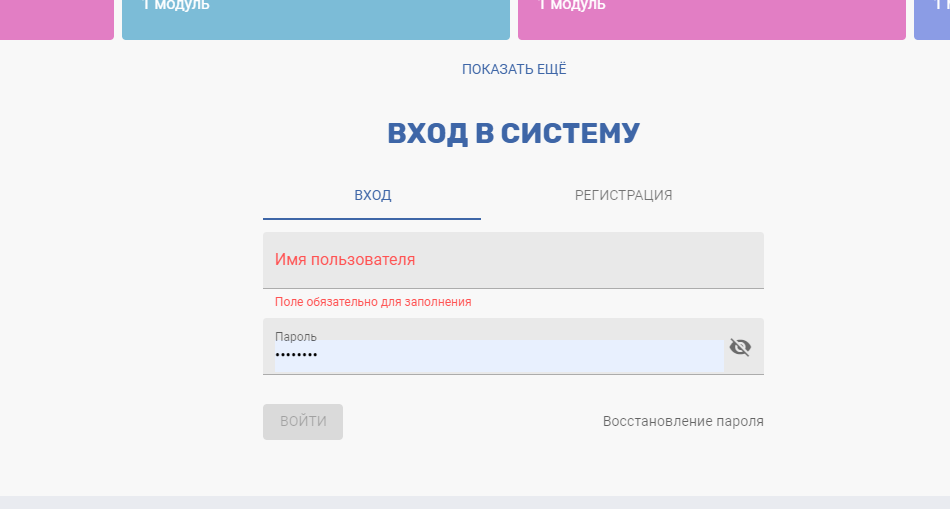 1 модуль
1 модуль
1
ПОКАЗАТЬ ЕЩЁ
ВХОД В СИСТЕМУ
ВХОД
РЕГИСТРАЦИЯ
Имя пользователя
Поле обязательно для заполнения
Пароль
••••••••
ВОЙТИ
Восстановление пароля